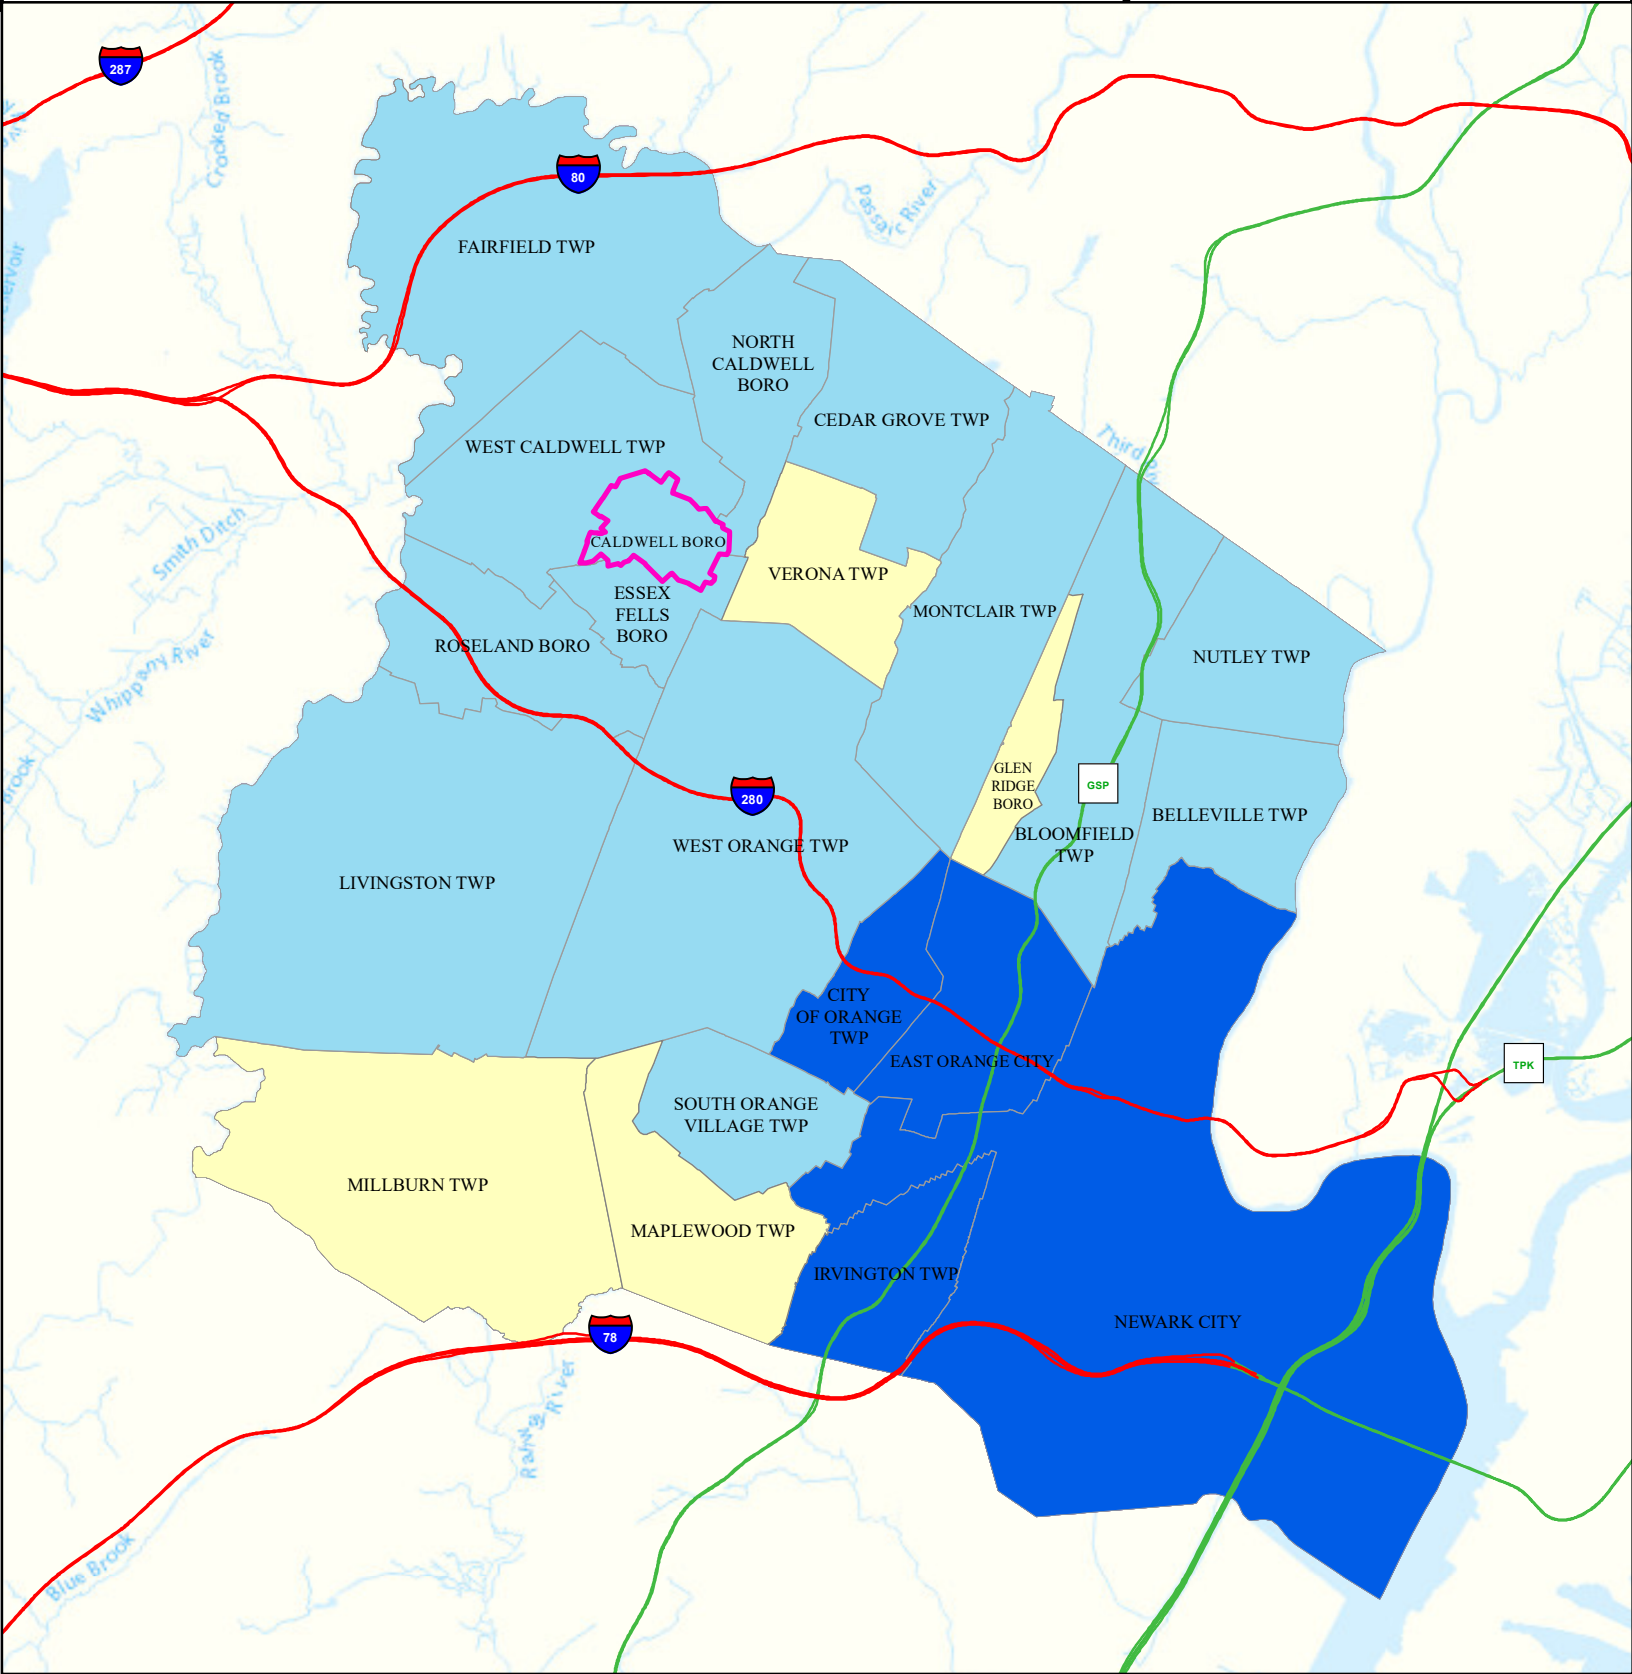 287
Crooked Brook
80
Passaic River
FAIRFIELD TWP
NORTH
CALDWELL
BORO
CEDAR GROVE TWP
WEST CALDWELL TWP
Smith Ditch
CALDWELL BORO
VERONA TWP
ESSEX
FELLS
BORO
MONTCLAIR TWP
ROSELAND BORO
NUTLEY TWP
Whippany River
Brook
GLEN
RIDGE
BORO
GSP
280
BELLEVILLE TWP
BLOOMFIELD
TWP
WEST ORANGE TWP
LIVINGSTON TWP
CITY
OF ORANGE
TWP
EAST ORANGE CITY
TPK
SOUTH ORANGE
VILLAGE TWP
MILLBURN TWP
MAPLEWOOD TWP
IRVINGTON TWP
NEWARK CITY
78
River
Blue Brook
Third